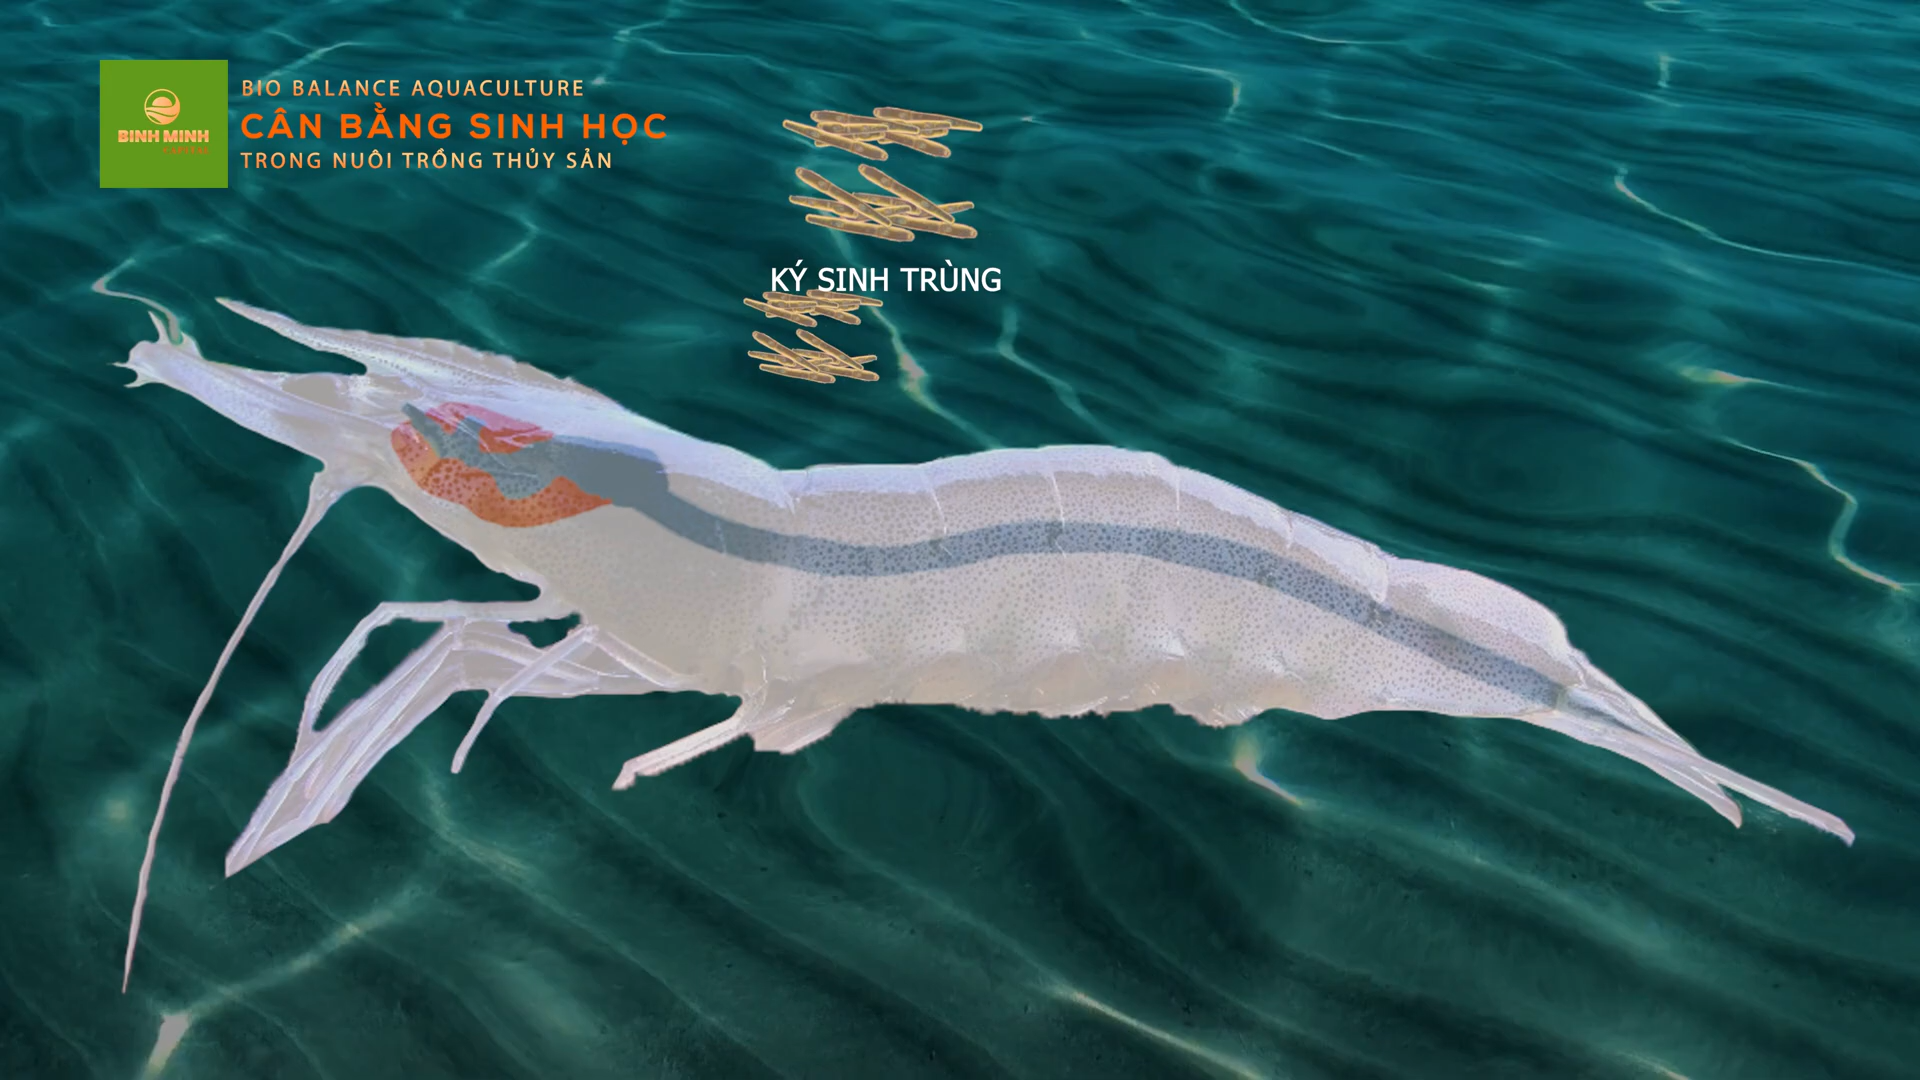 BINH MINH
BIO BALANCE AQUACULTURE
CÂN BẰNG SINH HỌC
TRONG NUÔI TRỒNG THỦY SẢN
KÝ SINH TRÙNG